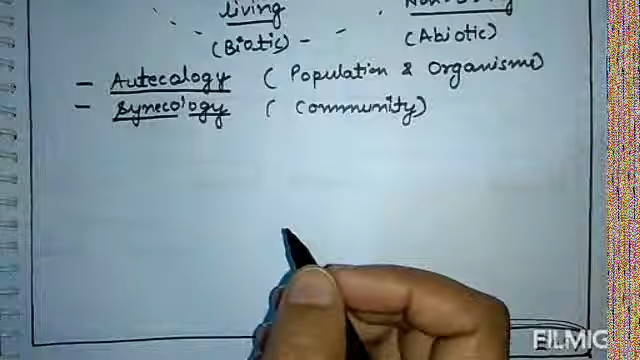 living
(Biotic) - - (Abiotic)
- Autecology ( Population & Organisms)
- Synecology ( Community)
FILMIG